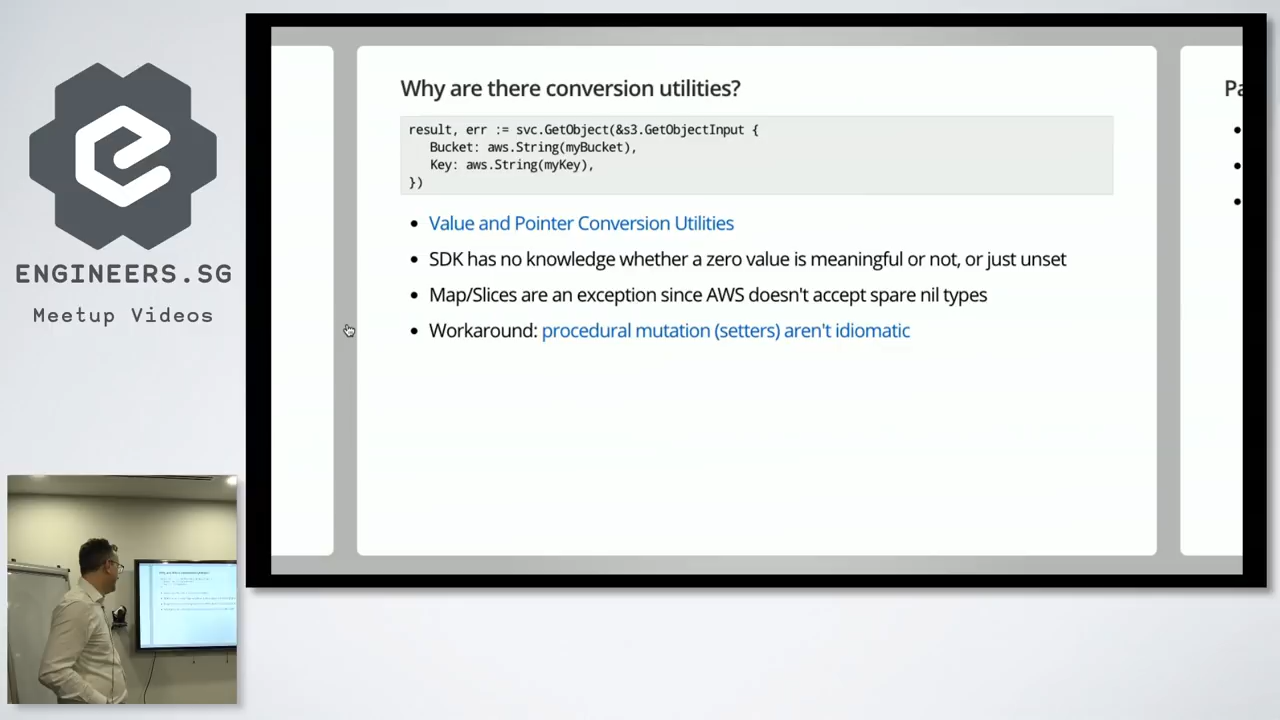 ENGINEERS.SG
Meetup Videos
Why are there conversion utilities?
result, err := svc.GetObject(&s3.GetObjectInput {
Bucket: aws.String(myBucket),
Key: aws.String(myKey),
})
Value and Pointer Conversion Utilities
SDK has no knowledge whether a zero value is meaningful or not, or just unset
Map/Slices are an exception since AWS doesn't accept spare nil types
Workaround: procedural mutation (setters) aren't idiomatic
Pa